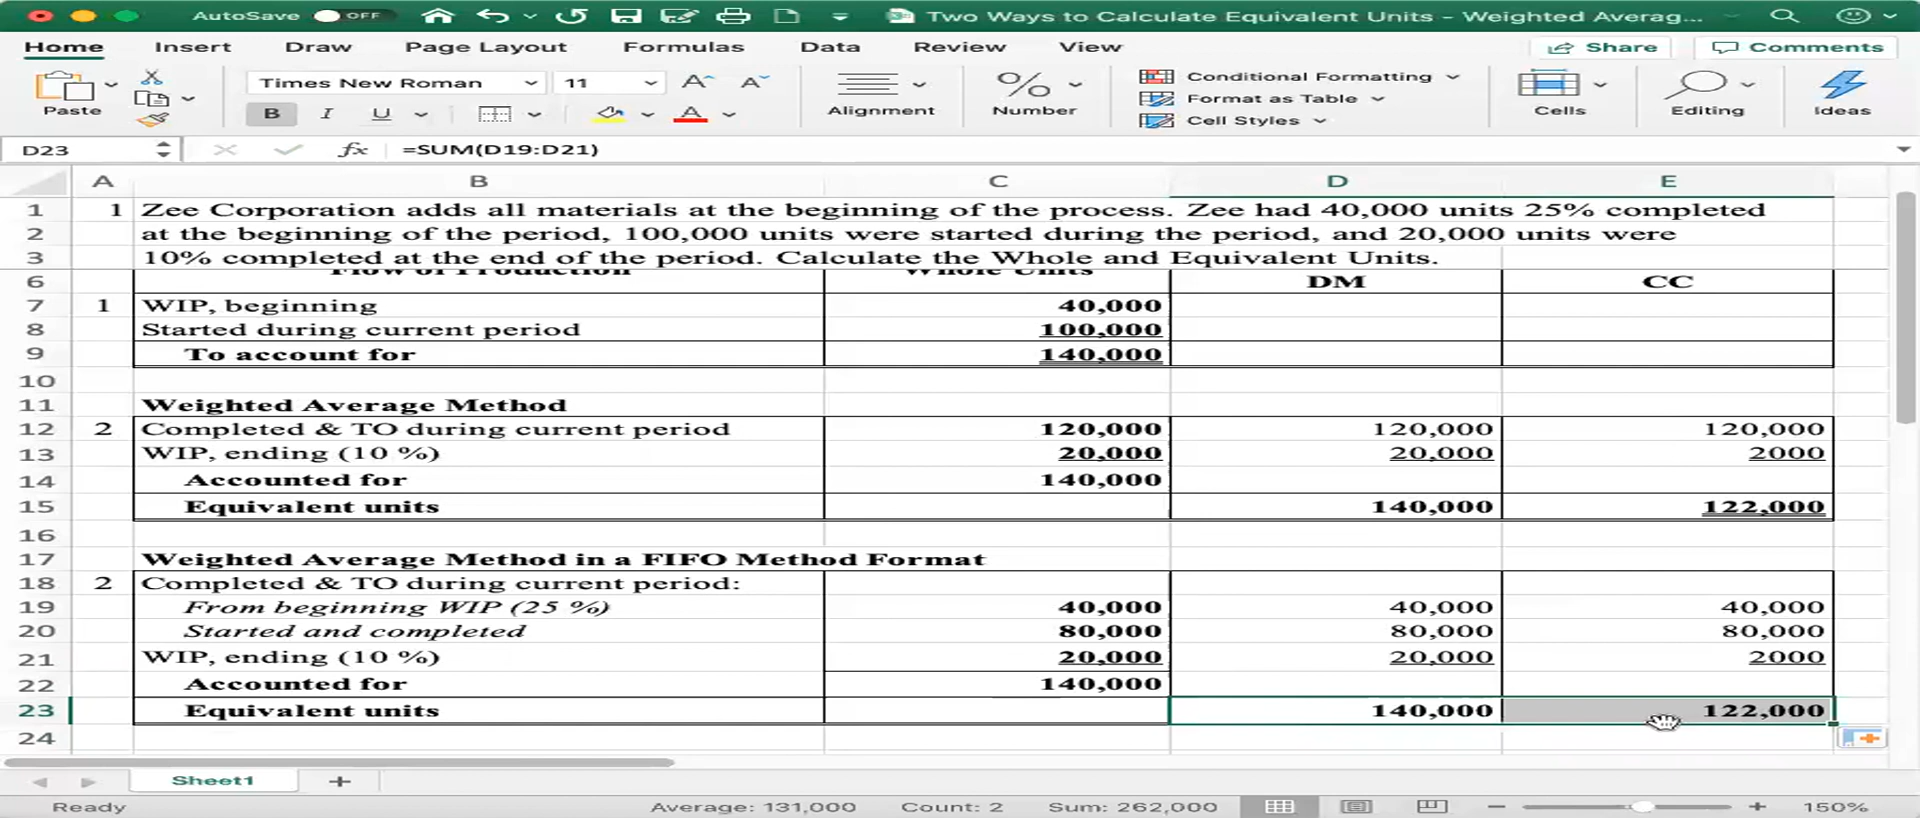 AutoSave OFF Two Ways to Calculate Equivalent Units - Weighted Averag...
Home Insert Draw Page Layout Formulas Data Review View Share Comments
Paste Times New Roman 11 B I U Alignment % Number Conditional Formatting Format as Table Cell Styles Cells Editing Ideas
D23 fx =SUM(D19:D21)
A B C D E
1 1 Zee Corporation adds all materials at the beginning of the process. Zee had 40,000 units 25% completed
2 at the beginning of the period, 100,000 units were started during the period, and 20,000 units were
3 10% completed at the end of the period. Calculate the Whole and Equivalent Units.
6 Flow of Production Whole Units DM CC
7 1 WIP, beginning 40,000
8 Started during current period 100,000
9 To account for 140,000
10
11 Weighted Average Method
12 2 Completed & TO during current period 120,000 120,000 120,000
13 WIP, ending (10 %) 20,000 20,000 2000
14 Accounted for 140,000
15 Equivalent units 140,000 122,000
16
17 Weighted Average Method in a FIFO Method Format
18 2 Completed & TO during current period:
19 From beginning WIP (25 %) 40,000 40,000 40,000
20 Started and completed 80,000 80,000 80,000
21 WIP, ending (10 %) 20,000 20,000 2000
22 Accounted for 140,000
23 Equivalent units 140,000 122,000
24
Sheet1 +
Ready Average: 131,000 Count: 2 Sum: 262,000 − + 150%